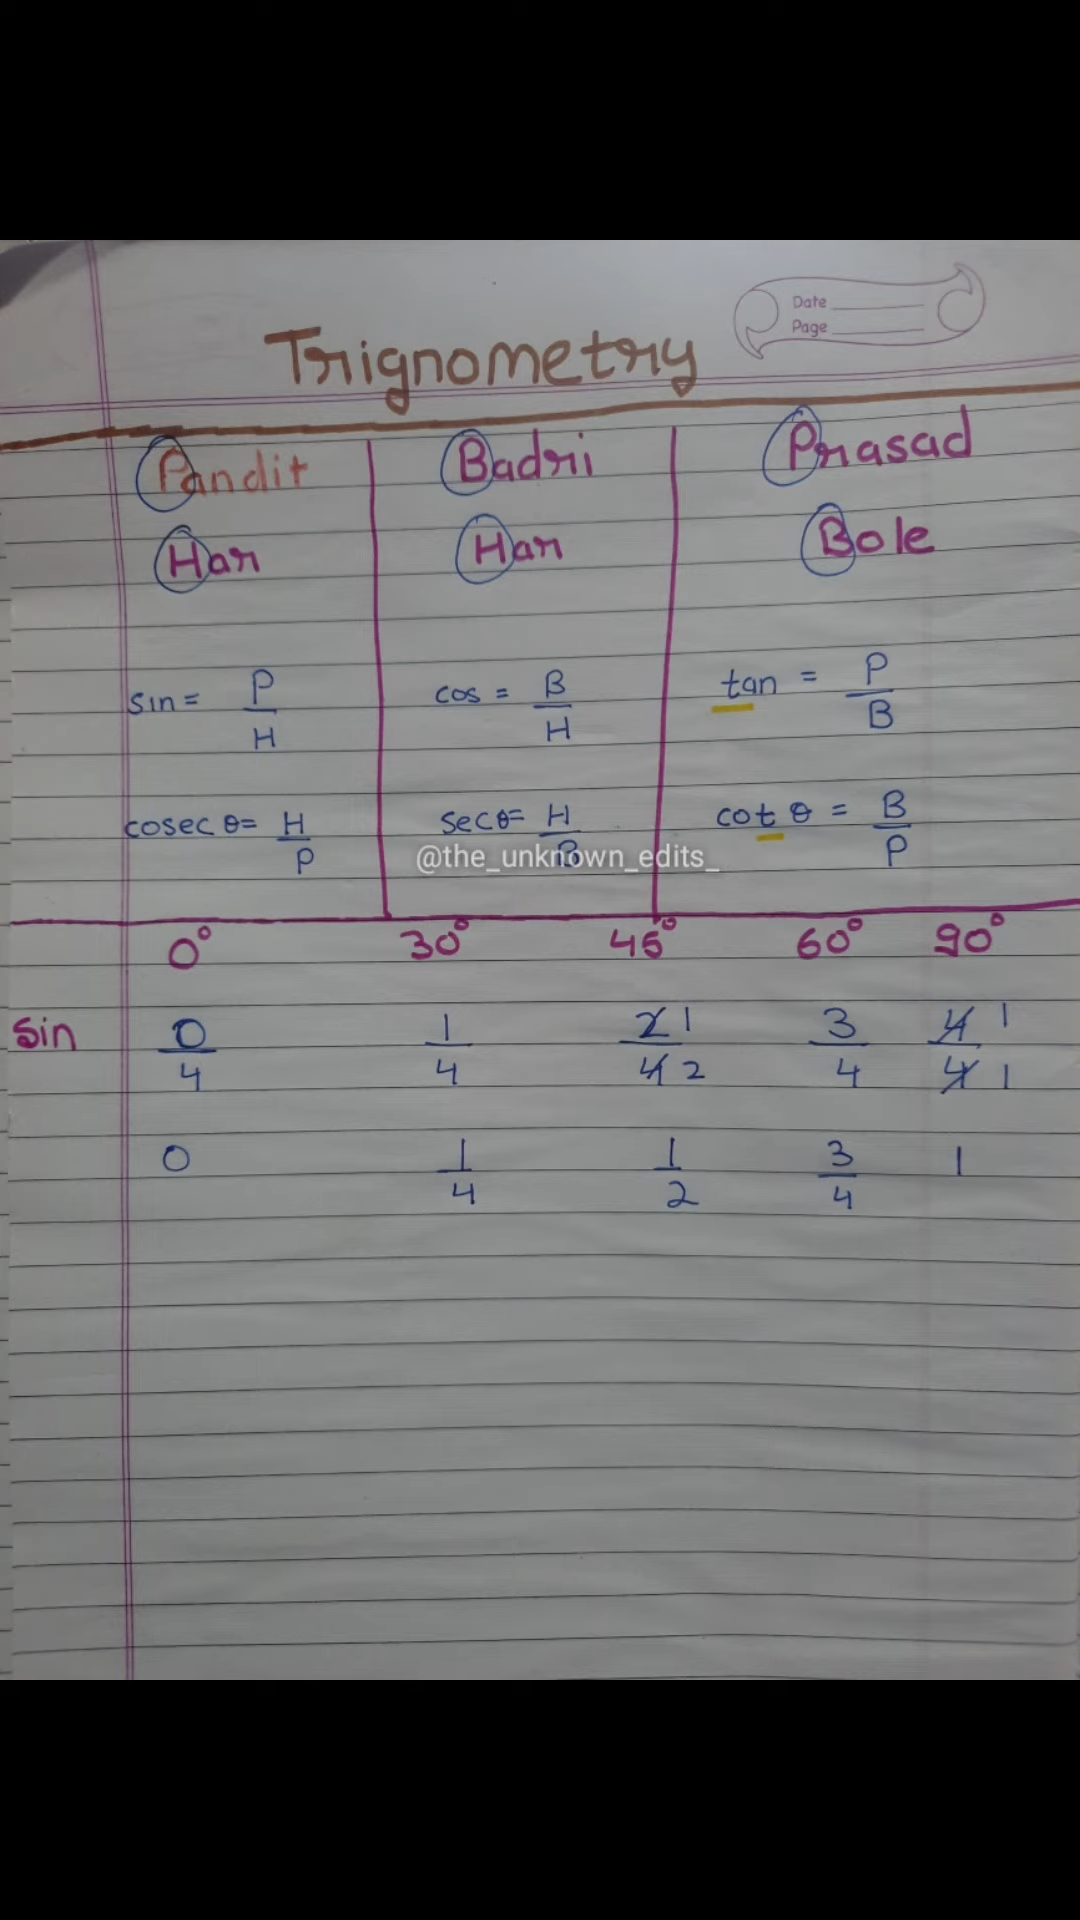 Date
Page
Trignometry
Pandit Badri Prasad
Har Har Bole
sin = P/H cos = B/H tan = P/B
cosec θ = H/P sec θ = H/B cot θ = B/P
@the_unknown_edits_
0° 30° 45° 60° 90°
Sin 0/4 1/4 2/4 1/2 3/4 4/4 1/1
0 1/4 1/2 3/4 1